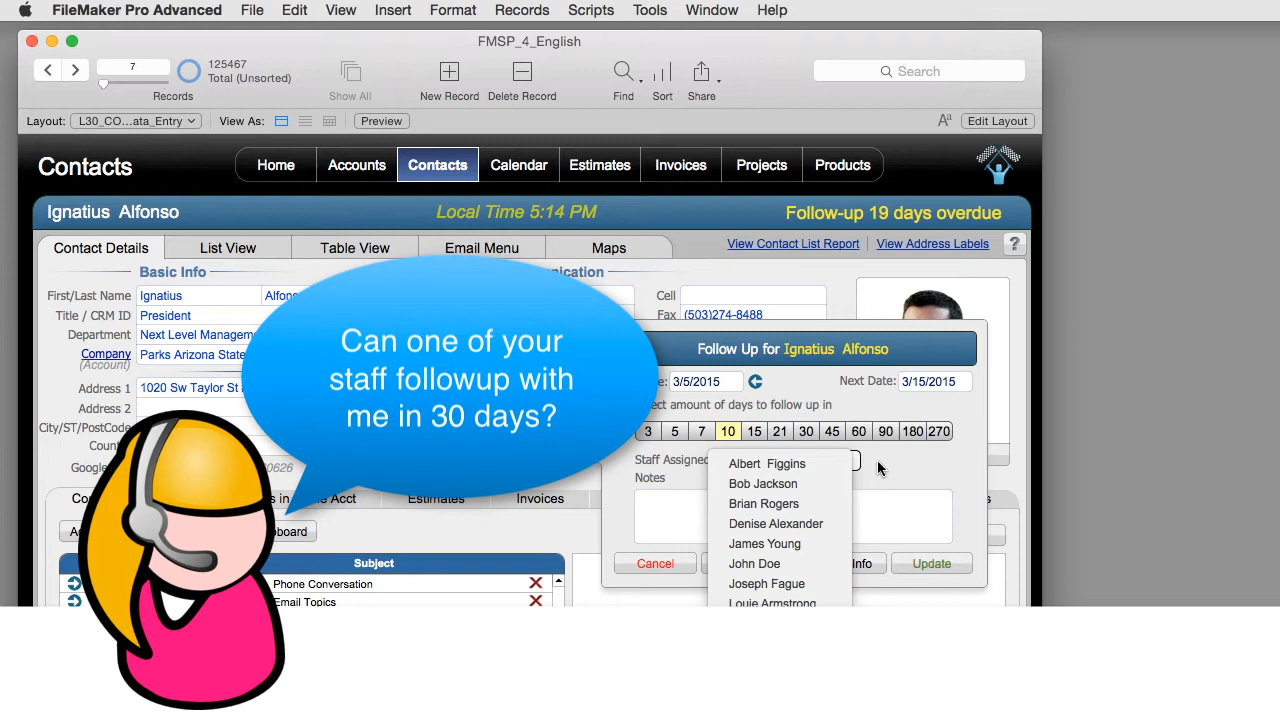 FileMaker Pro Advanced File Edit View Insert Format Records Scripts Tools Window Help
FMSP_4_English
7 125467
Total (Unsorted)
Records Show All New Record Delete Record Find Sort Share Search
Layout: L30_CO...ata_Entry View As: Preview Aa Edit Layout
Contacts Home Accounts Contacts Calendar Estimates Invoices Projects Products
Ignatius Alfonso Local Time 5:14 PM Follow-up 19 days overdue
Contact Details List View Table View Email Menu Maps View Contact List Report View Address Labels ?
Basic Info
First/Last Name Ignatius Cell
Title / CRM ID President Fax (503)274-8488
Department
Company Parks Arizona State
(Account)
Address 1 1020 Sw Taylor St
Address 2
City/ST/PostCode
Can one of your
staff followup with
me in 30 days?
Follow Up for Ignatius Alfonso
3/5/2015 Next Date: 3/15/2015
amount of days to follow up in
3 5 7 10 15 21 30 45 60 90 180 270
Staff Assigned
Notes
Albert Figgins
Bob Jackson
Brian Rogers
Denise Alexander
James Young
John Doe
Joseph Fague
Louie Armstrong
Cancel Info Update
Acct Estimates Invoices
Subject
Phone Conversation
Email Topics